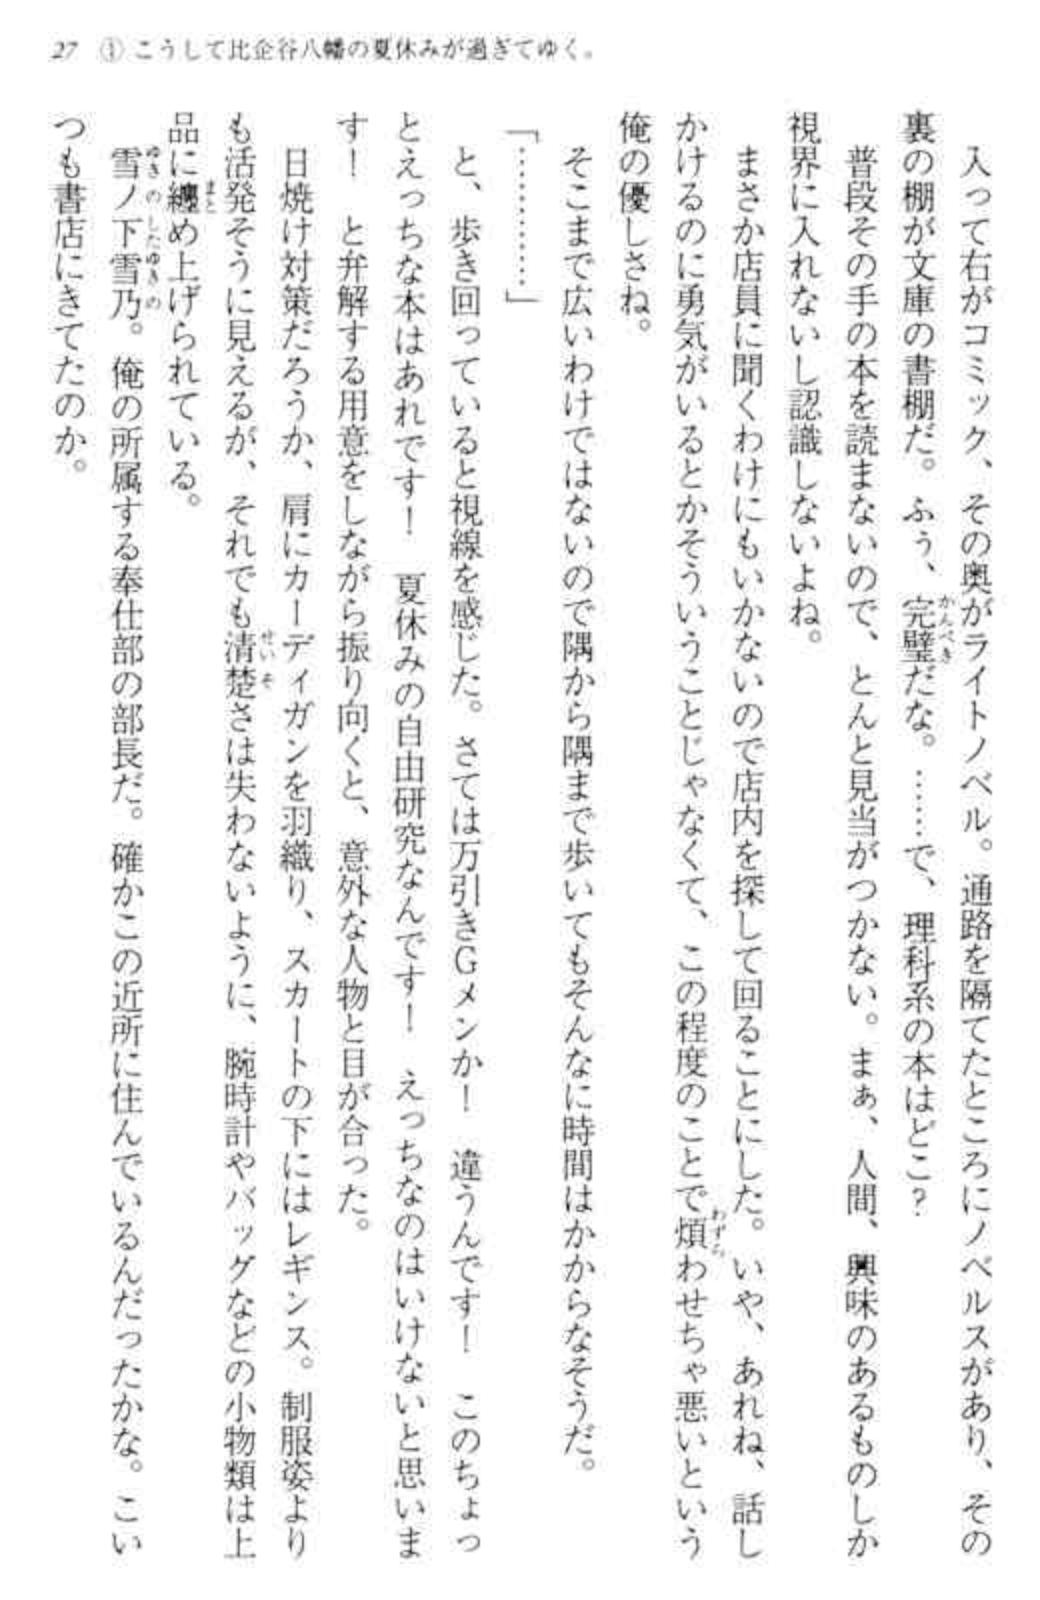 27 ① こうして比企谷八幡の夏休みが過ぎてゆく。
入って右がコミック、その奥がライトノベル。通路を隔てたところにノベルスがあり、その
裏の棚が文庫の書棚だ。ふぅ、完璧だな。……で、理科系の本はどこ？
普段その手の本を読まないので、とんと見当がつかない。まぁ、人間、興味のあるものしか
視界に入れないし認識しないよね。
まさか店員に聞くわけにもいかないので店内を探して回ることにした。いや、あれね、話し
かけるのに勇気がいるとかそういうことじゃなくて、この程度のことで煩わせちゃ悪いという
俺の優しさね。
そこまで広いわけではないので隅から隅まで歩いてもそんなに時間はかからなそうだ。
「…………」
と、歩き回っていると視線を感じた。さては万引きＧメンか！　違うんです！　このちょっ
とえっちな本はあれです！　夏休みの自由研究なんです！　えっちなのはいけないと思いま
す！　と弁解する用意をしながら振り向くと、意外な人物と目が合った。
日焼け対策だろうか、肩にカーディガンを羽織り、スカートの下にはレギンス。制服姿より
も活発そうに見えるが、それでも清楚さは失わないように、腕時計やバッグなどの小物類は上
品に纏め上げられている。
雪ノ下雪乃。俺の所属する奉仕部の部長だ。確かこの近所に住んでいるんだったかな。こい
つも書店にきてたのか。